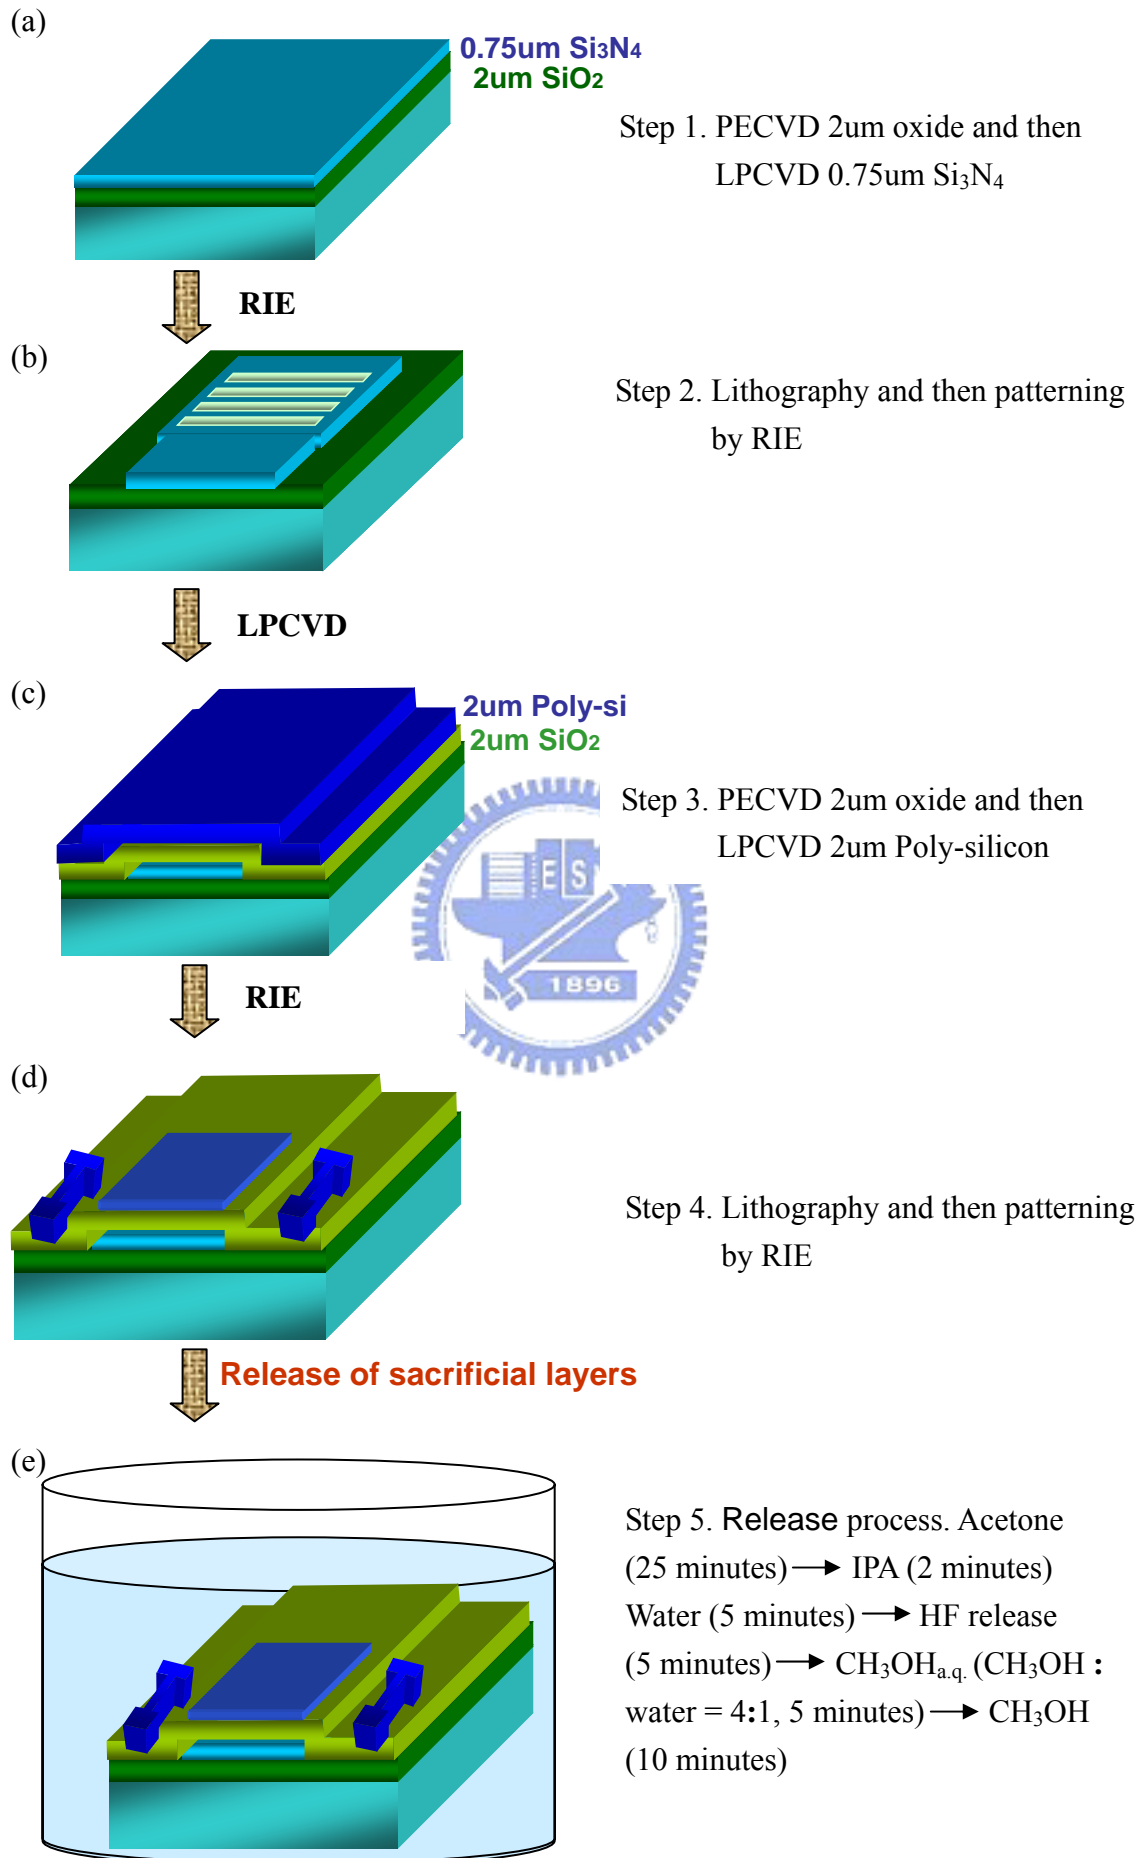 (a)
0.75um Si₃N₄
2um SiO₂
Step 1. PECVD 2um oxide and then
LPCVD 0.75um Si₃N₄
RIE
(b)
Step 2. Lithography and then patterning
by RIE
LPCVD
(c)
2um Poly-si
2um SiO₂
Step 3. PECVD 2um oxide and then
LPCVD 2um Poly-silicon
ES
1896
RIE
(d)
Step 4. Lithography and then patterning
by RIE
Release of sacrificial layers
(e)
Step 5. Release process. Acetone
(25 minutes) → IPA (2 minutes)
Water (5 minutes) → HF release
(5 minutes) → CH₃OHₐ.q. (CH₃OH :
water = 4:1, 5 minutes) → CH₃OH
(10 minutes)